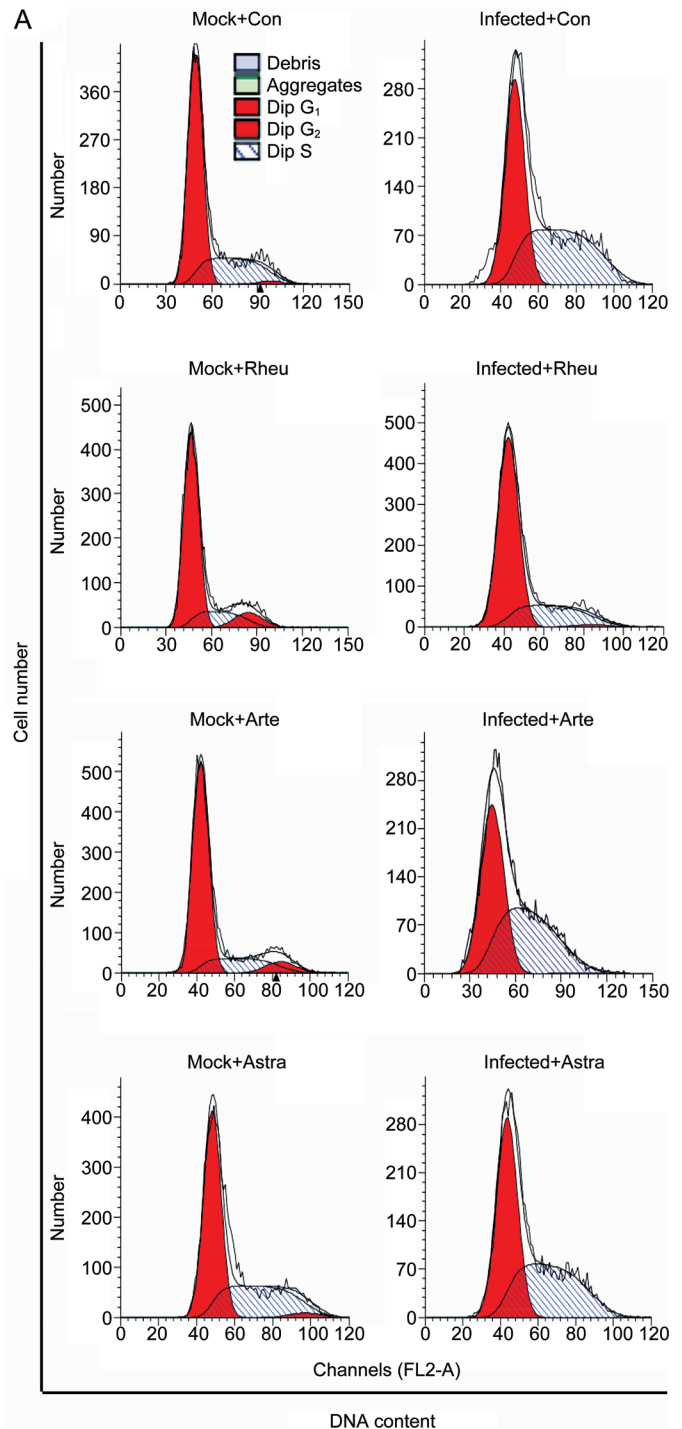 A
Mock+Con
Infected+Con
Debris
Aggregates
Dip G₁
Dip G₂
Dip S
Number
360
270
180
90
0
0 30 60 90 120 150
280
210
140
70
0
0 20 40 60 80 100 120
Mock+Rheu
Infected+Rheu
Number
500
400
300
200
100
0
0 30 60 90 120 150
500
400
300
200
100
0
0 20 40 60 80 100 120
Cell number
Mock+Arte
Infected+Arte
Number
500
400
300
200
100
0
0 20 40 60 80 100 120
280
210
140
70
0
0 30 60 90 120 150
Mock+Astra
Infected+Astra
Number
400
300
200
100
0
0 20 40 60 80 100 120
280
210
140
70
0
0 20 40 60 80 100 120
Channels (FL2-A)
DNA content